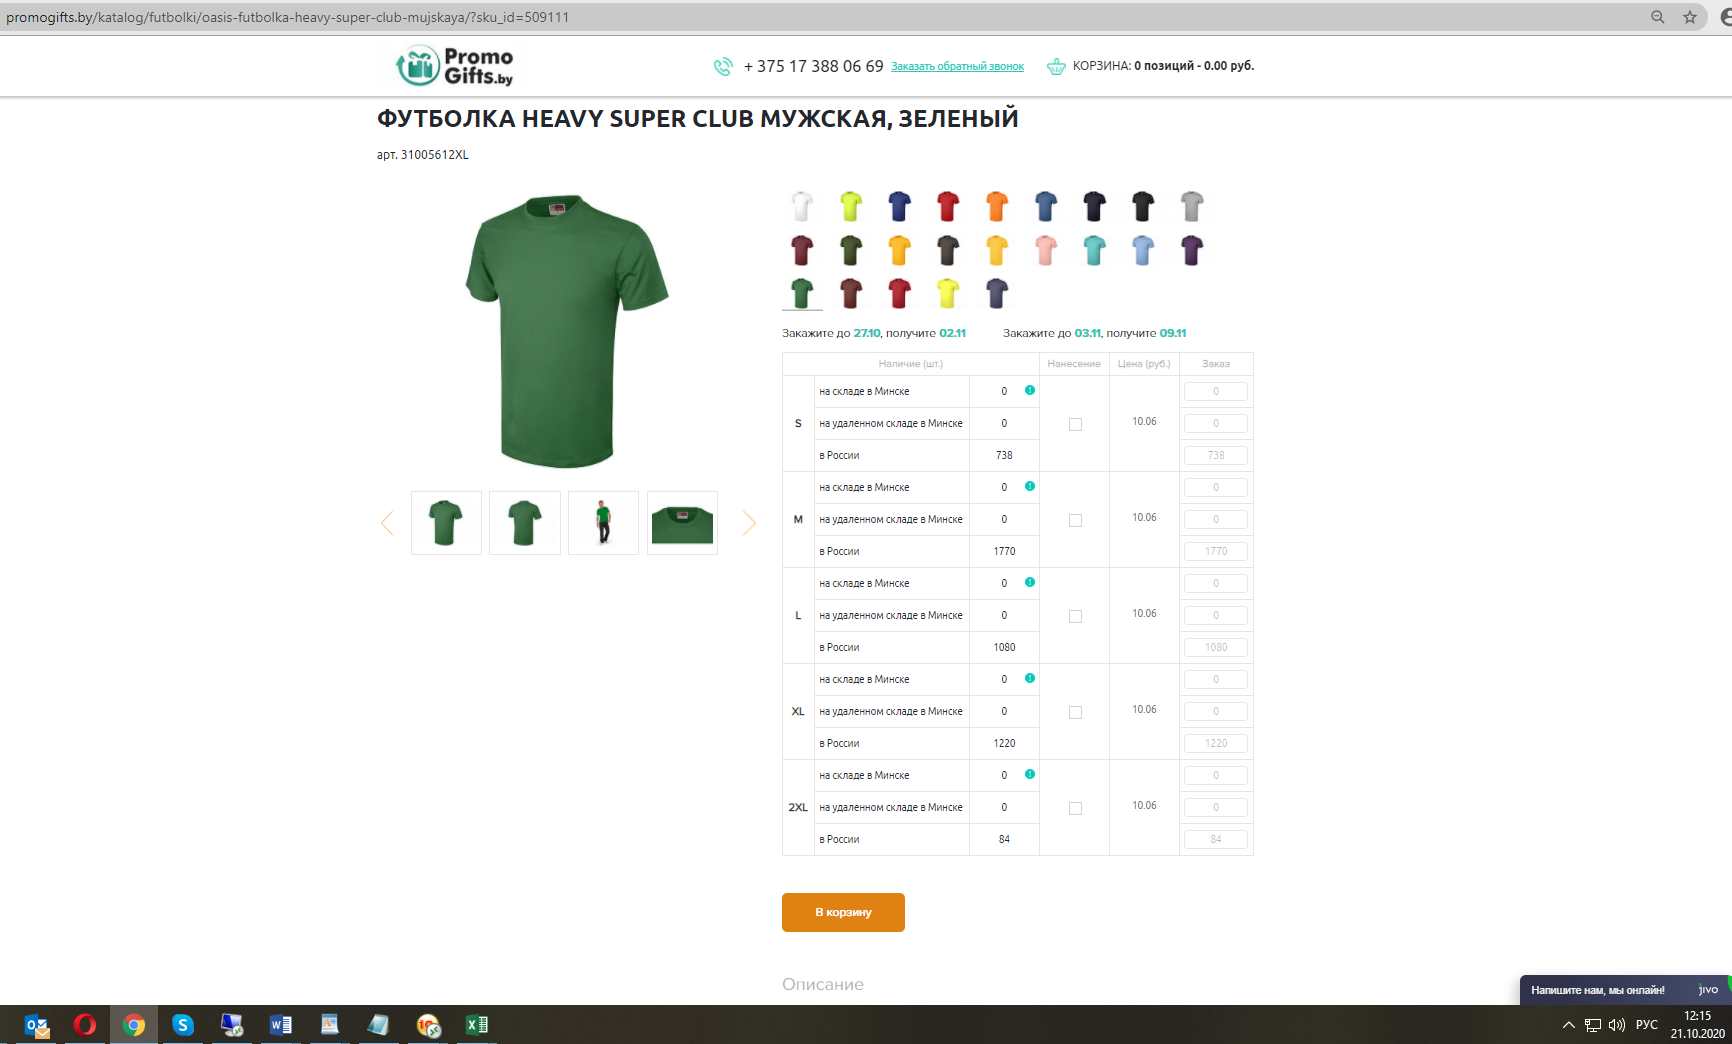 promogifts.by/katalog/futbolki/oasis-futbolka-heavy-super-club-mujskaya/?sku_id=509111
Promo
Gifts.by
+ 375 17 388 06 69 Заказать обратный звонок
КОРЗИНА: 0 позиций - 0.00 руб.
ФУТБОЛКА HEAVY SUPER CLUB МУЖСКАЯ, ЗЕЛЕНЫЙ
арт. 31005612XL
Закажите до 27.10, получите 02.11
Закажите до 03.11, получите 09.11
Наличие (шт.) Нанесение Цена (руб.) Заказ
S
на складе в Минске 0 0
на удаленном складе в Минске 0 10.06 0
в России 738 738
M
на складе в Минске 0 0
на удаленном складе в Минске 0 10.06 0
в России 1770 1770
L
на складе в Минске 0 0
на удаленном складе в Минске 0 10.06 0
в России 1080 1080
XL
на складе в Минске 0 0
на удаленном складе в Минске 0 10.06 0
в России 1220 1220
2XL
на складе в Минске 0 0
на удаленном складе в Минске 0 10.06 0
в России 84 84
В корзину
Описание
Напишите нам, мы онлайн! jivo
РУС
12:15
21.10.2020